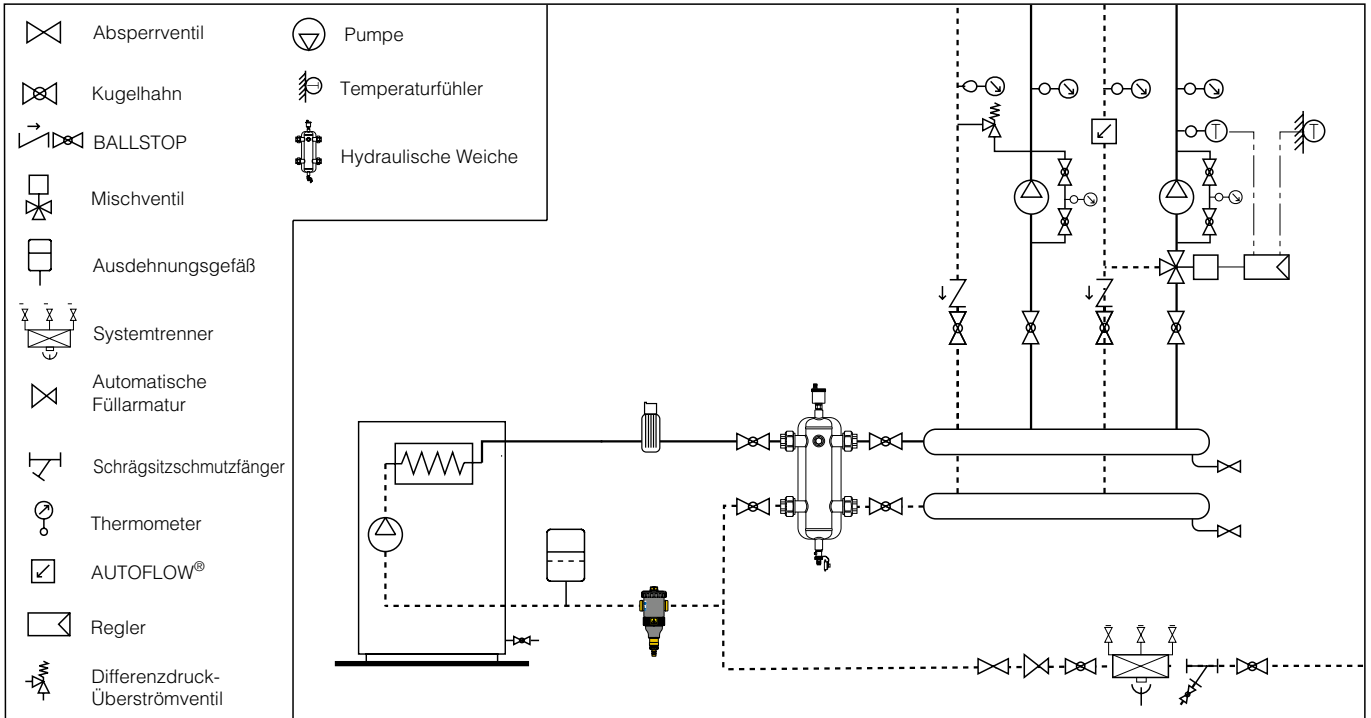 Absperrventil
Kugelhahn
BALLSTOP
Mischventil
Ausdehnungsgefäß
Systemtrenner
Automatische
Füllarmatur
Schrägsitzschmutzfänger
Thermometer
AUTOFLOW®
Regler
Differenzdruck-
Überströmventil
Pumpe
Temperaturfühler
Hydraulische Weiche
T
T
T